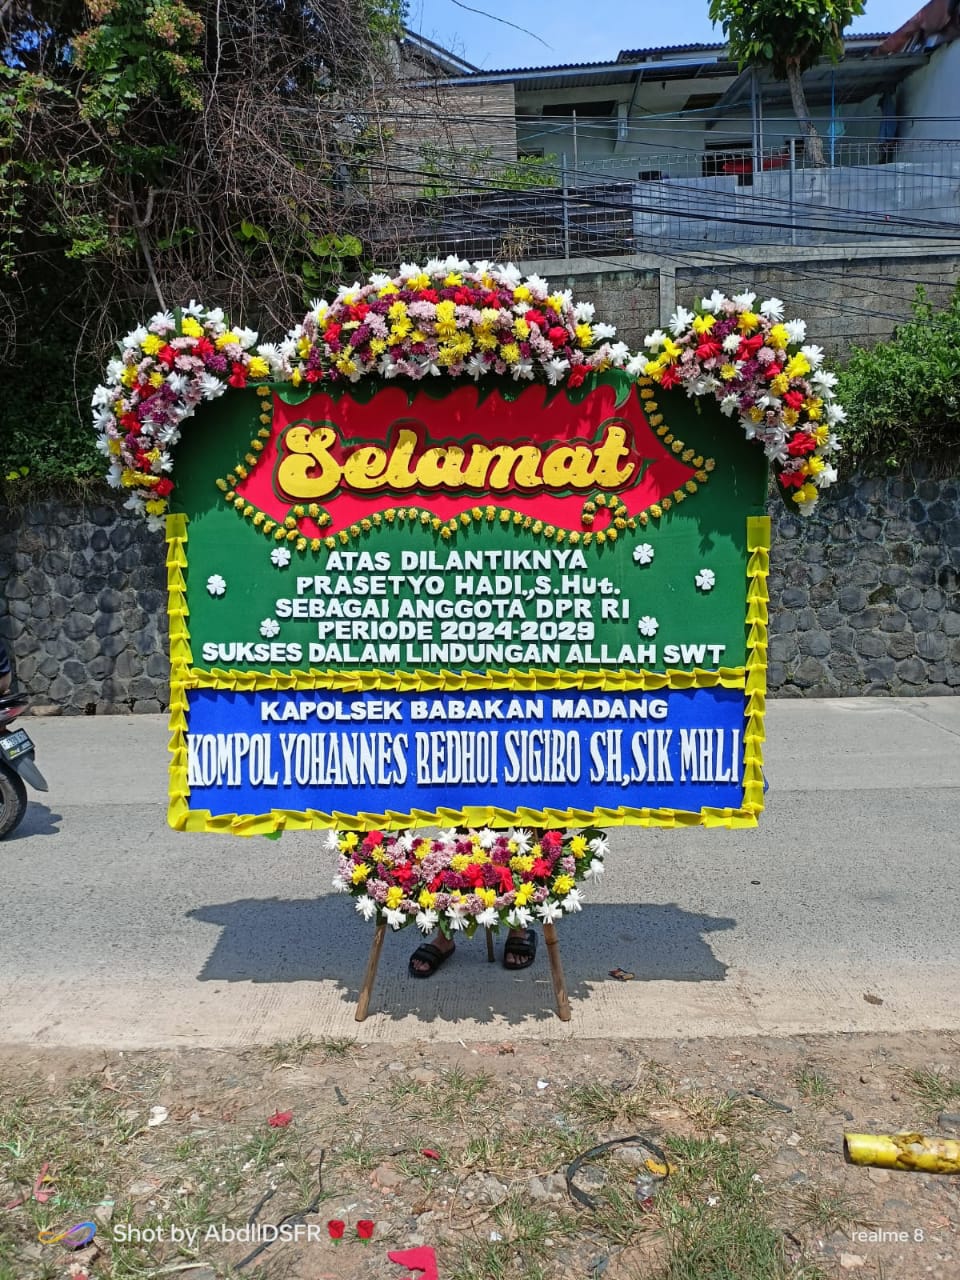 Selamat
ATAS DILANTIKNYA
PRASETYO HADI.,S.Hut.
SEBAGAI ANGGOTA DPR RI
PERIODE 2024-2029
SUKSES DALAM LINDUNGAN ALLAH SWT
KAPOLSEK BABAKAN MADANG
KOMPOL YOHANNES REDHOI SIGIRO SH,SIK MHLI
Shot by AbdllDSFR
realme 8